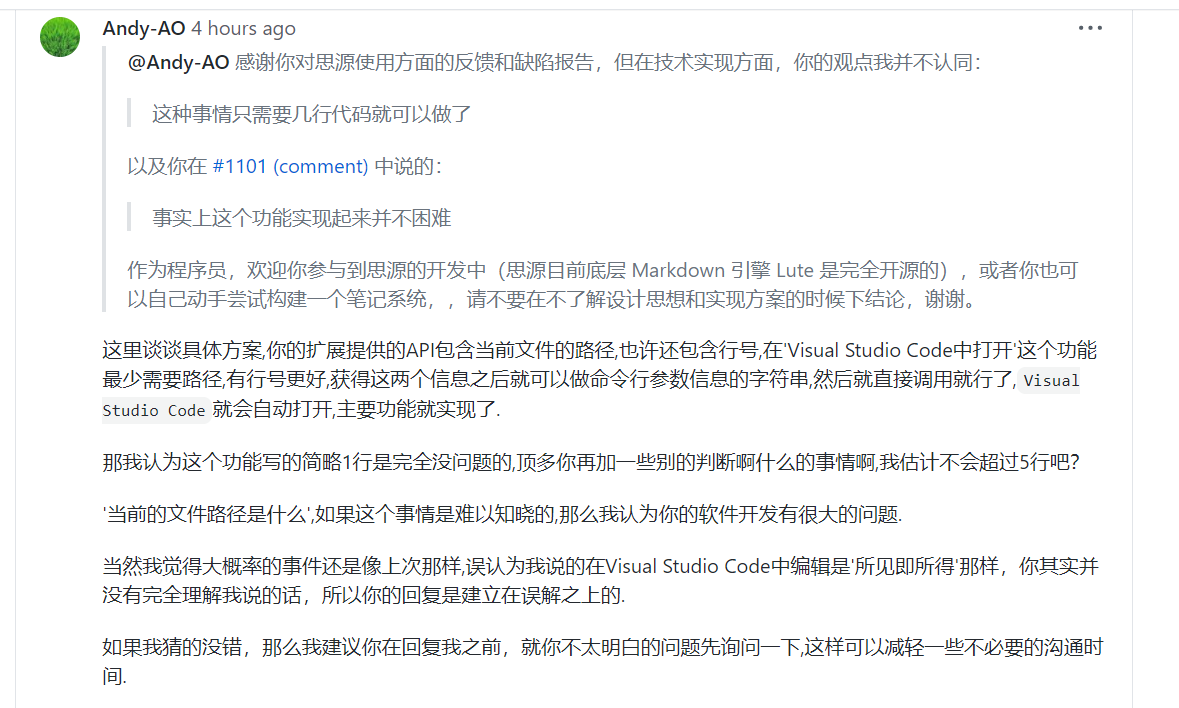 Andy-AO 4 hours ago
@Andy-AO 感谢你对思源使用方面的反馈和缺陷报告，但在技术实现方面，你的观点我并不认同：
这种事情只需要几行代码就可以做了
以及你在 #1101 (comment) 中说的：
事实上这个功能实现起来并不困难
作为程序员，欢迎你参与到思源的开发中（思源目前底层 Markdown 引擎 Lute 是完全开源的），或者你也可
以自己动手尝试构建一个笔记系统，，请不要在不了解设计思想和实现方案的时候下结论，谢谢。
这里谈谈具体方案,你的扩展提供的API包含当前文件的路径,也许还包含行号,在'Visual Studio Code中打开'这个功能
最少需要路径,有行号更好,获得这两个信息之后就可以做命令行参数信息的字符串,然后就直接调用就行了,Visual
Studio Code 就会自动打开,主要功能就实现了.
那我认为这个功能写的简略1行是完全没问题的,顶多你再加一些别的判断啊什么的事情啊,我估计不会超过5行吧?
'当前的文件路径是什么',如果这个事情是难以知晓的,那么我认为你的软件开发有很大的问题.
当然我觉得大概率的事件还是像上次那样,误认为我说的在Visual Studio Code中编辑是'所见即所得'那样，你其实并
没有完全理解我说的话，所以你的回复是建立在误解之上的.
如果我猜的没错，那么我建议你在回复我之前，就你不太明白的问题先询问一下,这样可以减轻一些不必要的沟通时
间.